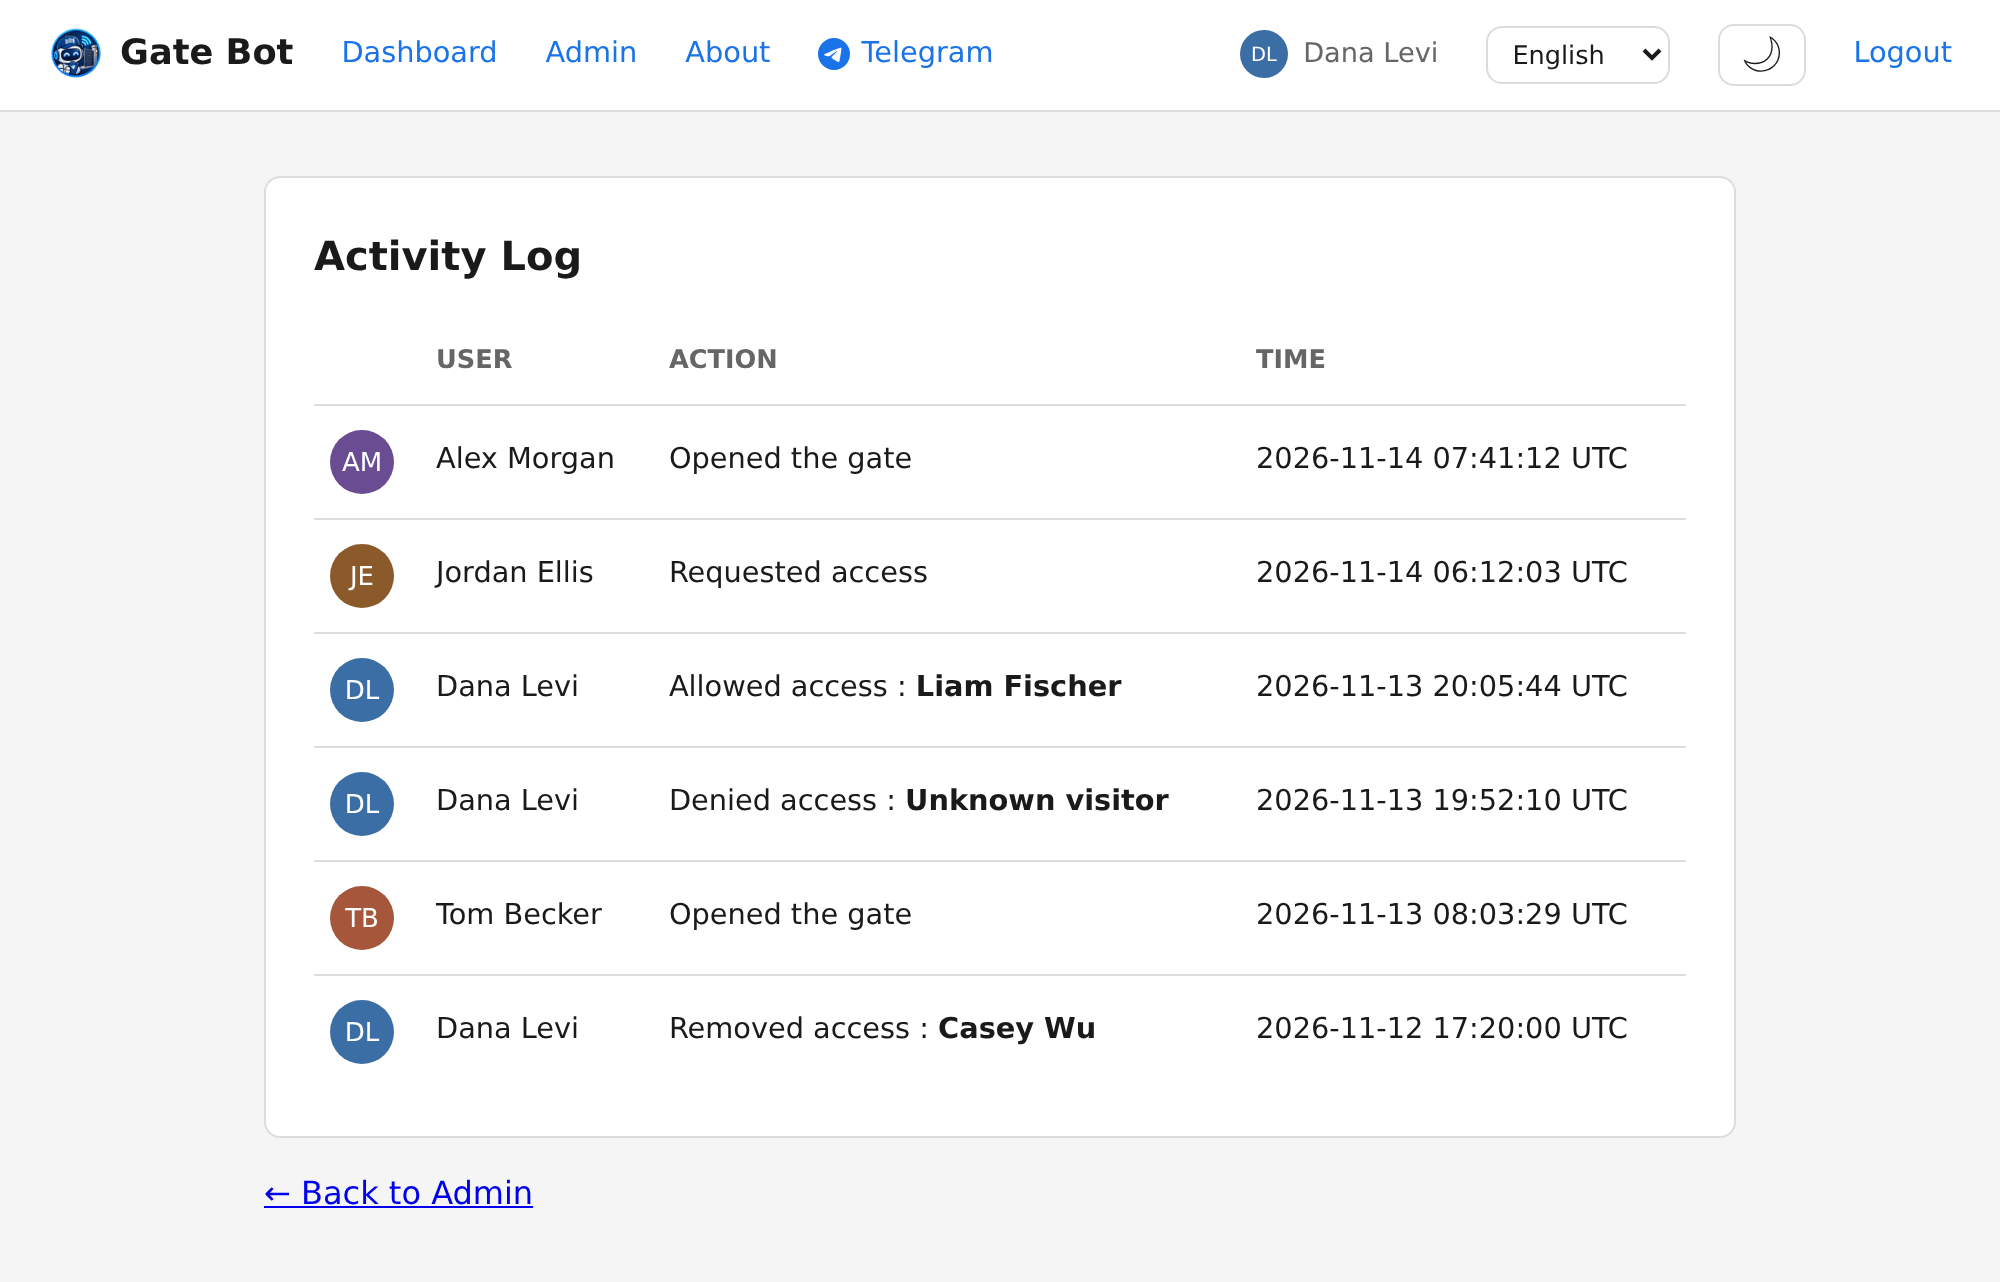 Gate Bot Dashboard Admin About Telegram DL Dana Levi English Logout
Activity Log
USER ACTION TIME
AM Alex Morgan Opened the gate 2026-11-14 07:41:12 UTC
JE Jordan Ellis Requested access 2026-11-14 06:12:03 UTC
DL Dana Levi Allowed access : Liam Fischer 2026-11-13 20:05:44 UTC
DL Dana Levi Denied access : Unknown visitor 2026-11-13 19:52:10 UTC
TB Tom Becker Opened the gate 2026-11-13 08:03:29 UTC
DL Dana Levi Removed access : Casey Wu 2026-11-12 17:20:00 UTC
← Back to Admin